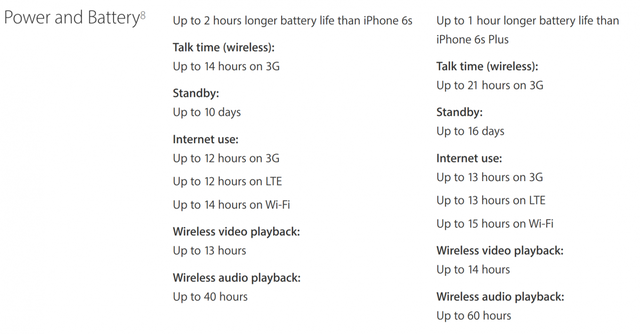 Power and Battery8
Up to 2 hours longer battery life than iPhone 6s
Talk time (wireless):
Up to 14 hours on 3G
Standby:
Up to 10 days
Internet use:
Up to 12 hours on 3G
Up to 12 hours on LTE
Up to 14 hours on Wi-Fi
Wireless video playback:
Up to 13 hours
Wireless audio playback:
Up to 40 hours
Up to 1 hour longer battery life than
iPhone 6s Plus
Talk time (wireless):
Up to 21 hours on 3G
Standby:
Up to 16 days
Internet use:
Up to 13 hours on 3G
Up to 13 hours on LTE
Up to 15 hours on Wi-Fi
Wireless video playback:
Up to 14 hours
Wireless audio playback:
Up to 60 hours